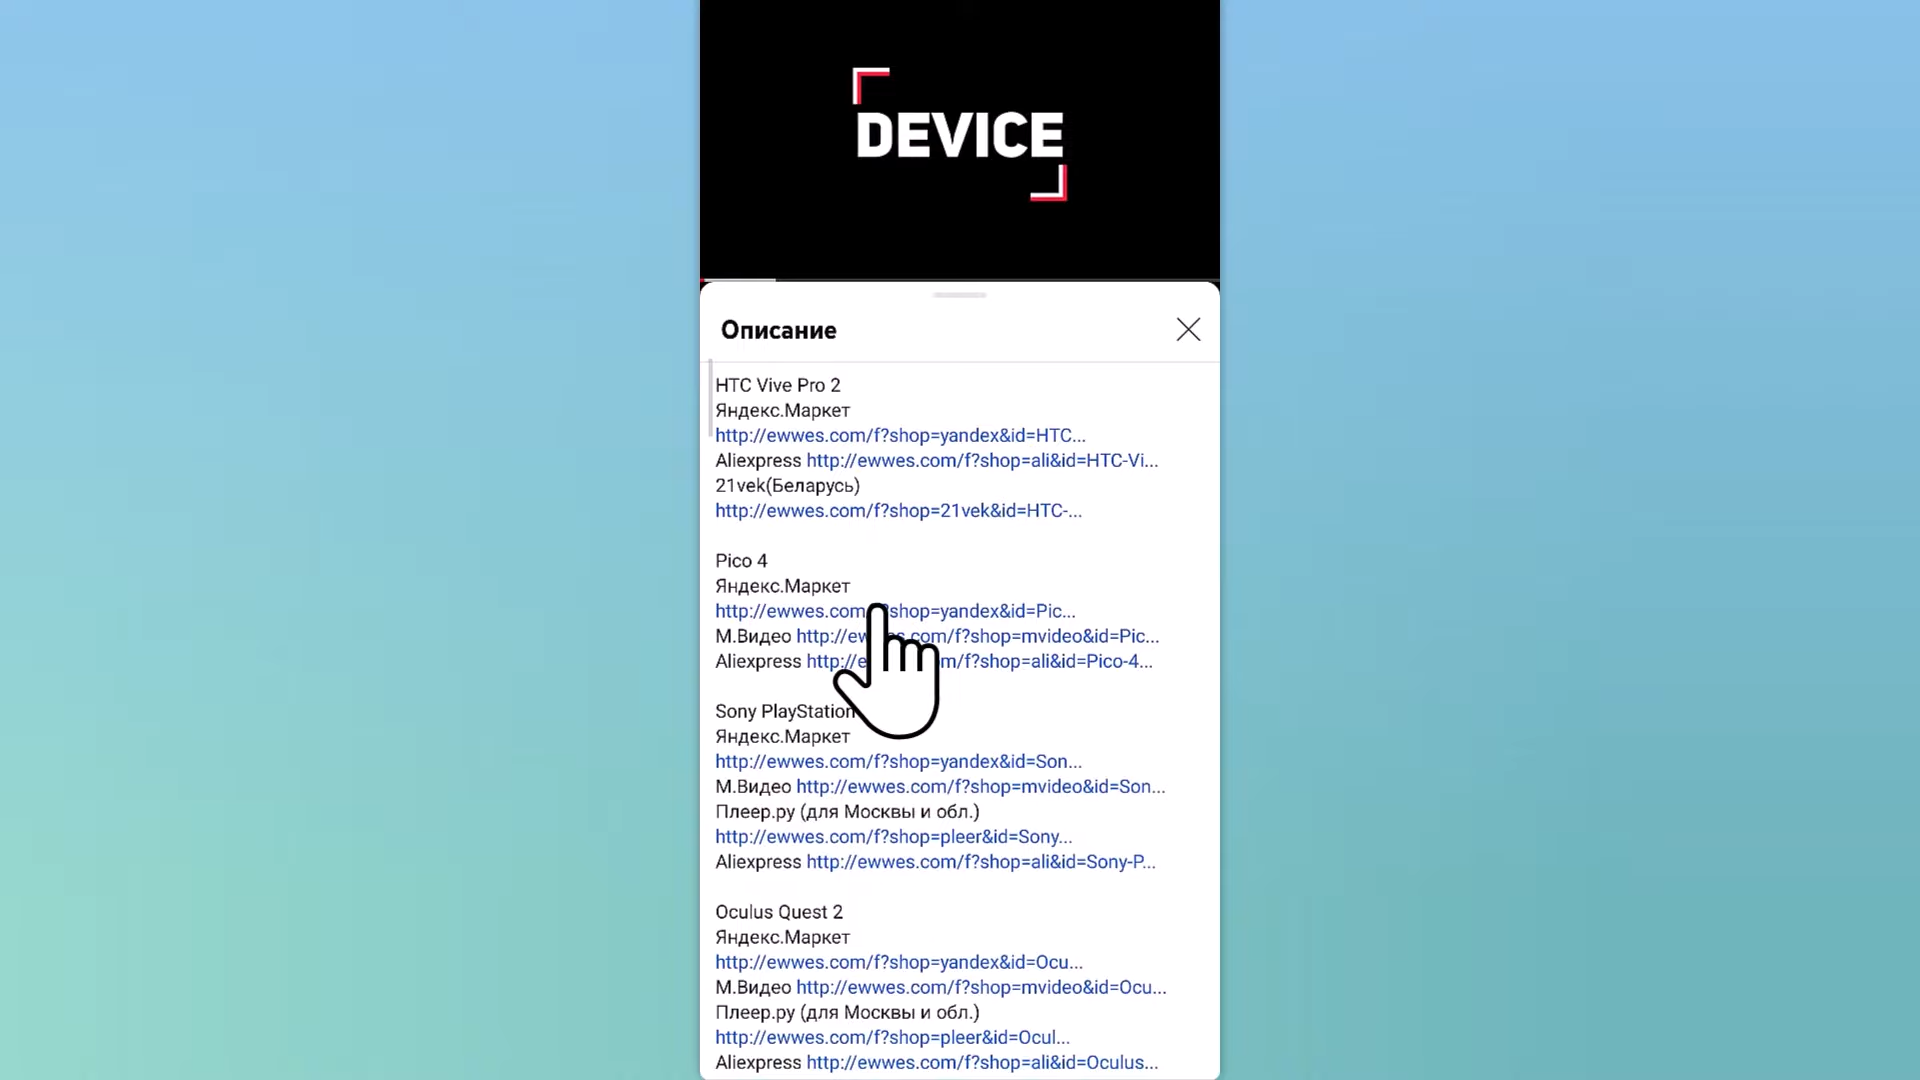 DEVICE
Описание
HTC Vive Pro 2
Яндекс.Маркет
http://ewwes.com/f?shop=yandex&id=HTC...
Aliexpress http://ewwes.com/f?shop=ali&id=HTC-Vi...
21vek(Беларусь)
http://ewwes.com/f?shop=21vek&id=HTC-...
Pico 4
Яндекс.Маркет
http://ewwes.com ?shop=yandex&id=Pic...
М.Видео http://ew s.com/f?shop=mvideo&id=Pic...
Aliexpress http://e m/f?shop=ali&id=Pico-4...
Sony PlayStation
Яндекс.Маркет
http://ewwes.com/f?shop=yandex&id=Son...
М.Видео http://ewwes.com/f?shop=mvideo&id=Son...
Плеер.ру (для Москвы и обл.)
http://ewwes.com/f?shop=pleer&id=Sony...
Aliexpress http://ewwes.com/f?shop=ali&id=Sony-P...
Oculus Quest 2
Яндекс.Маркет
http://ewwes.com/f?shop=yandex&id=Ocu...
М.Видео http://ewwes.com/f?shop=mvideo&id=Ocu...
Плеер.ру (для Москвы и обл.)
http://ewwes.com/f?shop=pleer&id=Ocul...
Aliexpress http://ewwes.com/f?shop=ali&id=Oculus...